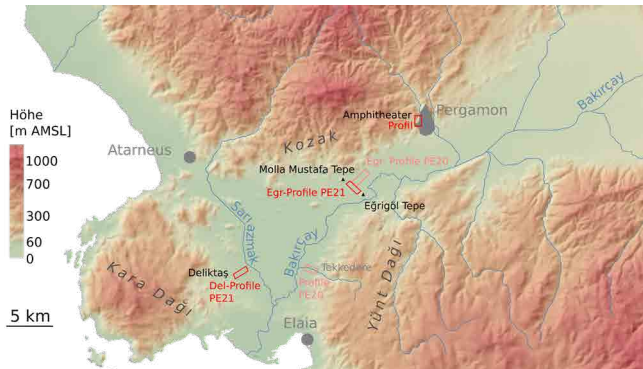 Höhe
[m AMSL]
1000
700
300
60
0
5 km
Atarneus
Kozak
Amphitheater
Profil
Pergamon
Bakırçay
Molla Mustafa Tepe
Egr- Profile PE20
Egr-Profile PE21
Eğrigöl Tepe
Sarıazmak
Bakırçay
Deliktaş
Del-Profile
PE21
Tekkedere
Profile
PE20
Kara Dağı
Yünt Dağı
Elaia